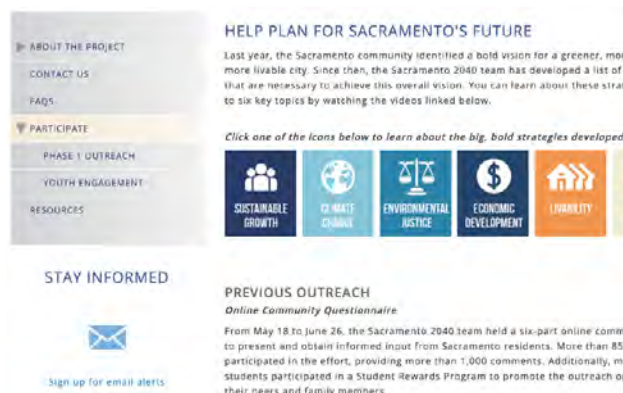 ABOUT THE PROJECT
CONTACT US
FAQS
PARTICIPATE
PHASE 1 OUTREACH
YOUTH ENGAGEMENT
RESOURCES
STAY INFORMED
Sign up for email alerts
HELP PLAN FOR SACRAMENTO'S FUTURE
Last year, the Sacramento community identified a bold vision for a greener,
more livable city. Since then, the Sacramento 2040 team has developed a list of
that are necessary to achieve this overall vision. You can learn about these
to six key topics by watching the videos linked below.
Click one of the icons below to learn about the big, bold strategies developed
SUSTAINABLE
GROWTH
CLIMATE
CHANGE
ENVIRONMENTAL
JUSTICE
ECONOMIC
DEVELOPMENT
LIVABILITY
PREVIOUS OUTREACH
Online Community Questionnaire
From May 18 to June 26, the Sacramento 2040 team held a six-part online
to present and obtain informed input from Sacramento residents. More than
participated in the effort, providing more than 1,000 comments. Additionally,
students participated in a Student Rewards Program to promote the outreach
their peers and family members.